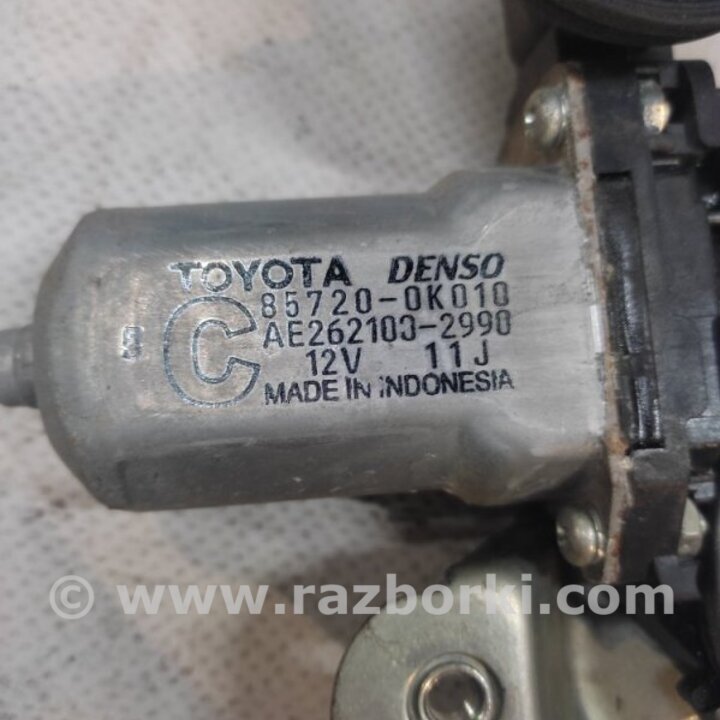 TOYOTA DENSO
C 85720-0K010
AE262100-2990
12V 11J
MADE IN INDONESIA
© www.razborki.com